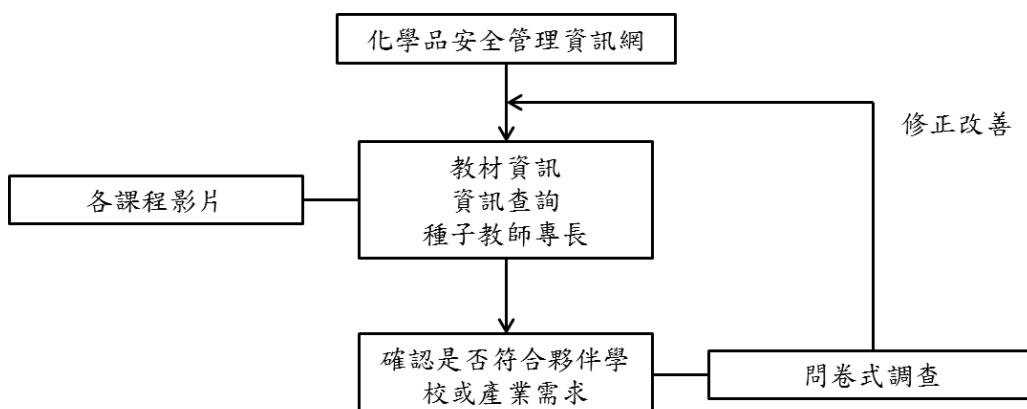 化學品安全管理資訊網
修正改善
教材資訊
資訊查詢
種子教師專長
各課程影片
確認是否符合夥伴學
校或產業需求
問卷式調查